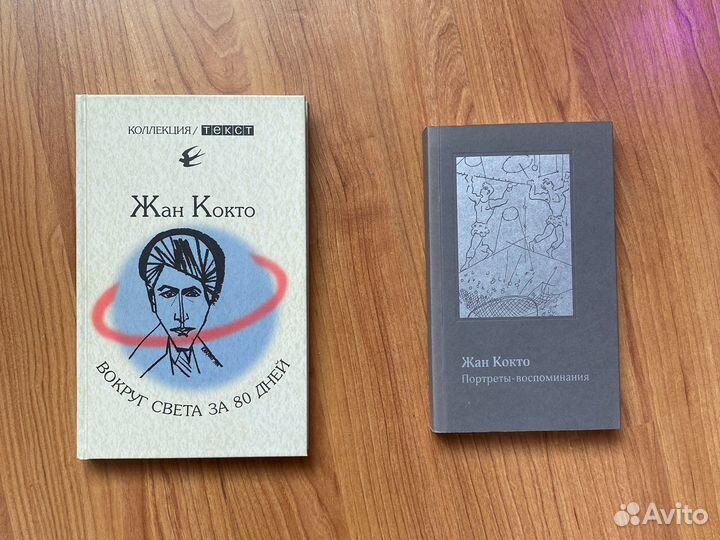 КОЛЛЕКЦИЯ/ТЕКСТ
Жан Кокто
ВОКРУГ СВЕТА ЗА 80 ДНЕЙ
Жан Кокто
Портреты-воспоминания
Avito